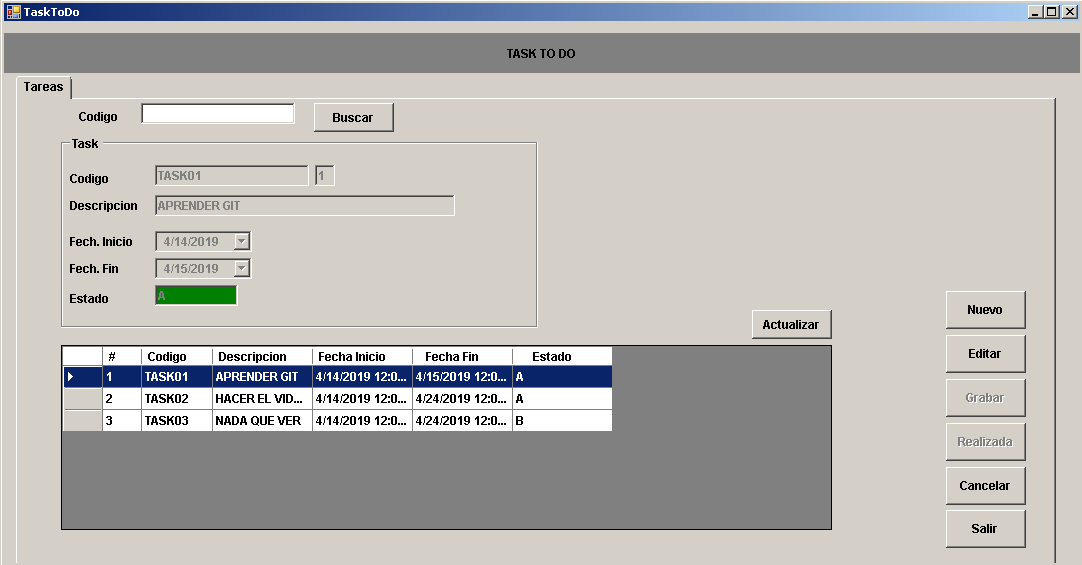 TaskToDo
TASK TO DO
Tareas
Codigo Buscar
Task
Codigo TASK01 1
Descripcion APRENDER GIT
Fech. Inicio 4/14/2019
Fech. Fin 4/15/2019
Estado A
Actualizar
# Codigo Descripcion Fecha Inicio Fecha Fin Estado
1 TASK01 APRENDER GIT 4/14/2019 12:0... 4/15/2019 12:0... A
2 TASK02 HACER EL VID... 4/14/2019 12:0... 4/24/2019 12:0... A
3 TASK03 NADA QUE VER 4/14/2019 12:0... 4/24/2019 12:0... B
Nuevo
Editar
Grabar
Realizada
Cancelar
Salir